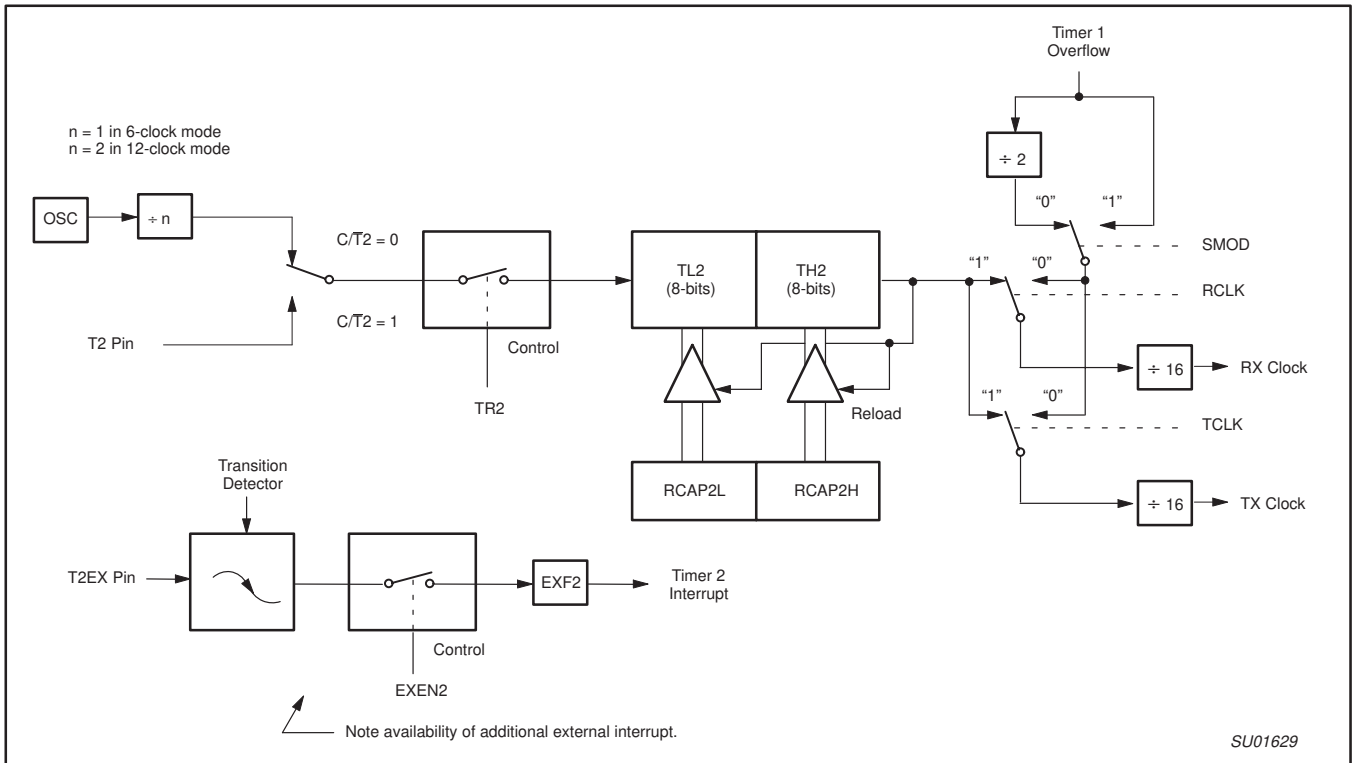 Timer 1
Overflow
n = 1 in 6-clock mode
n = 2 in 12-clock mode
÷ 2
“0”
“1”
OSC
÷ n
C/T̅2 = 0
TL2
(8-bits)
TH2
(8-bits)
SMOD
“1”
“0”
RCLK
C/T̅2 = 1
T2 Pin
Control
÷ 16
RX Clock
TR2
Reload
“1”
“0”
TCLK
Transition
Detector
RCAP2L
RCAP2H
÷ 16
TX Clock
T2EX Pin
EXF2
Timer 2
Interrupt
Control
EXEN2
Note availability of additional external interrupt.
SU01629